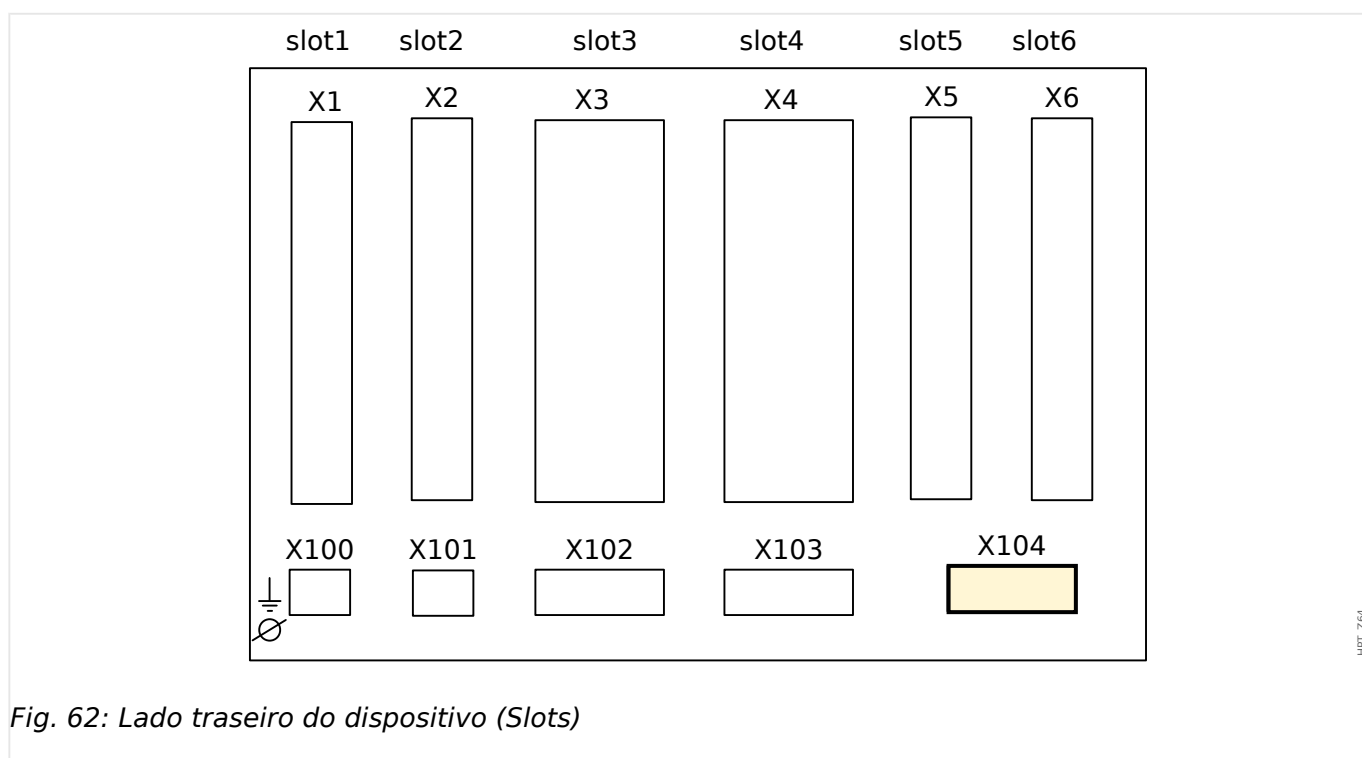 slot1 slot2 slot3 slot4 slot5 slot6
X1 X2 X3 X4 X5 X6
X100 X101 X102 X103 X104
HPT_Z64
Fig. 62: Lado traseiro do dispositivo (Slots)